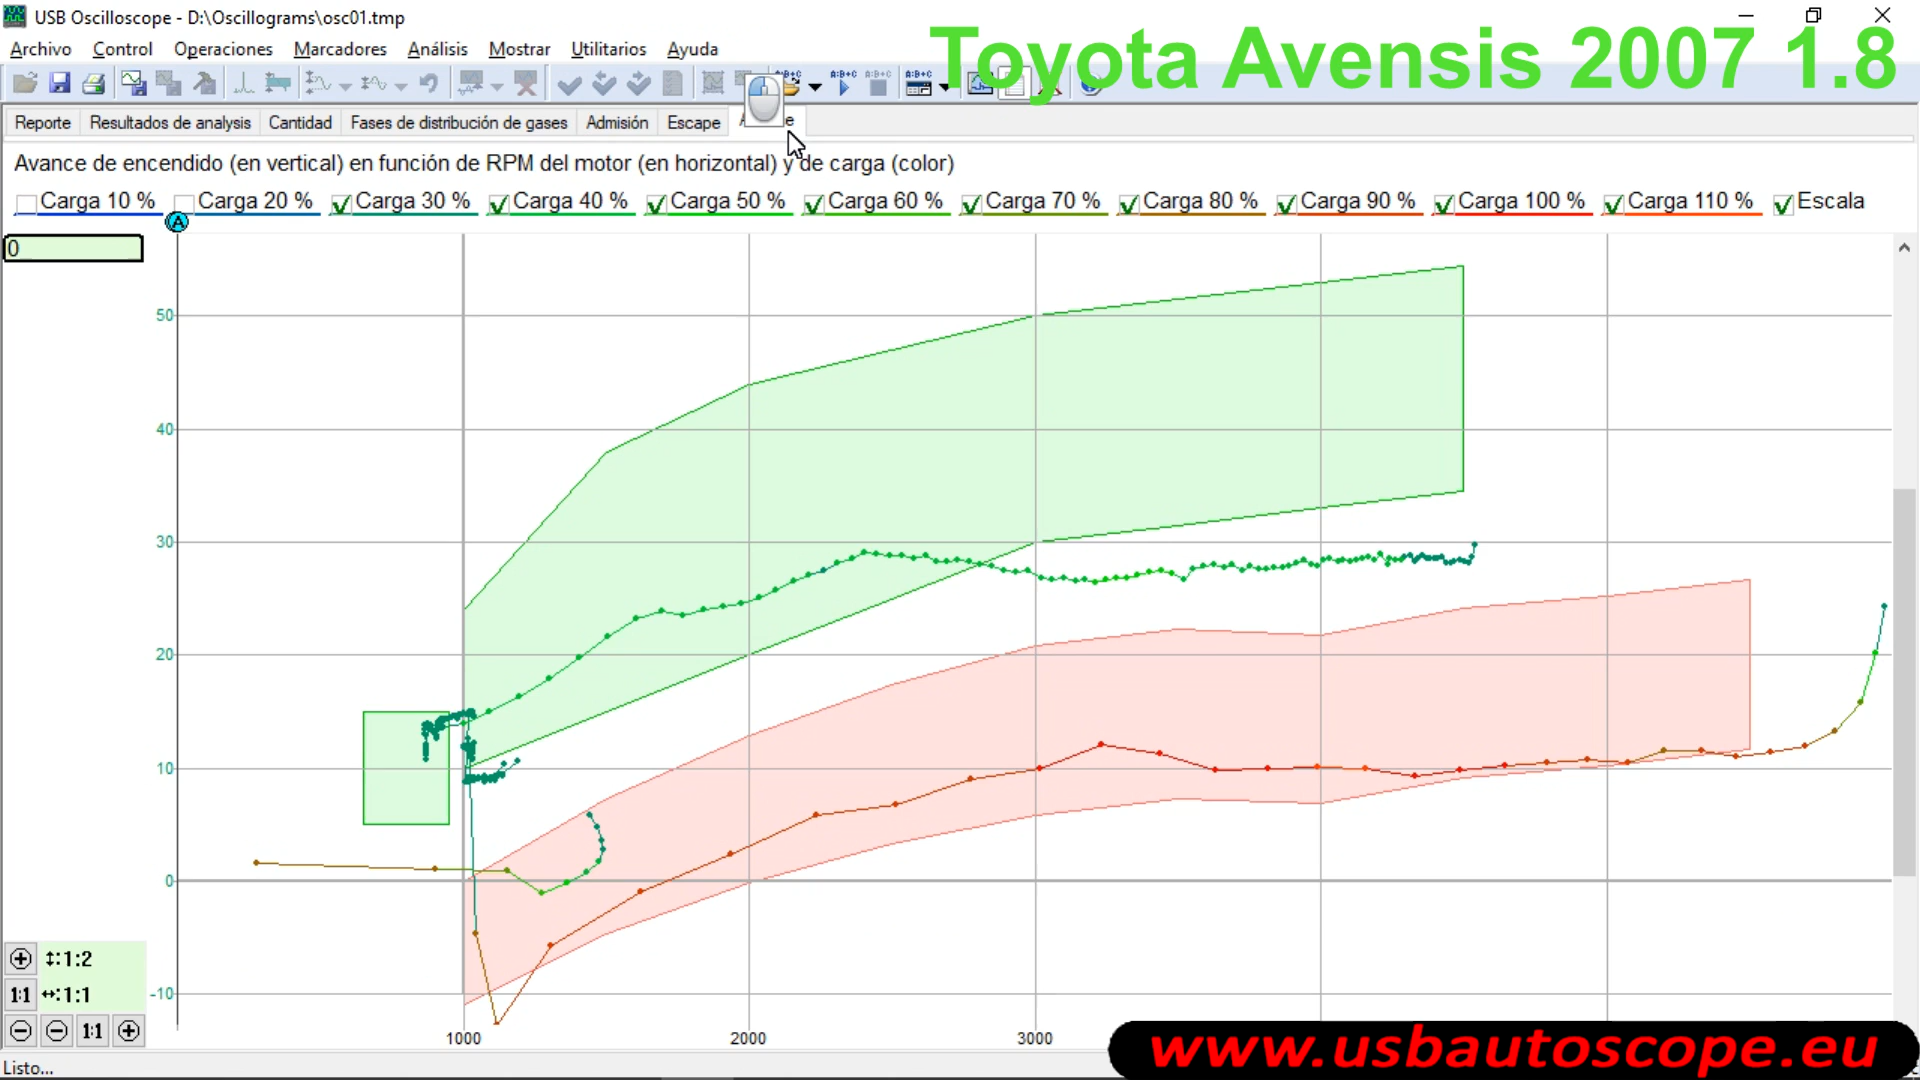 USB Oscilloscope - D:\Oscillograms\osc01.tmp
Toyota Avensis 2007 1.8
Archivo Control Operaciones Marcadores Análisis Mostrar Utilitarios Ayuda
Reporte Resultados de analysis Cantidad Fases de distribución de gases Admisión Escape
Avance de encendido (en vertical) en función de RPM del motor (en horizontal) y de carga (color)
Carga 10 % Carga 20 % Carga 30 % Carga 40 % Carga 50 % Carga 60 % Carga 70 % Carga 80 % Carga 90 % Carga 100 % Carga 110 % Escala
A
0
50
40
30
20
10
0
-10
1:2
1:1 1:1
1:1
1000 2000 3000
www.usbautoscope.eu
Listo...